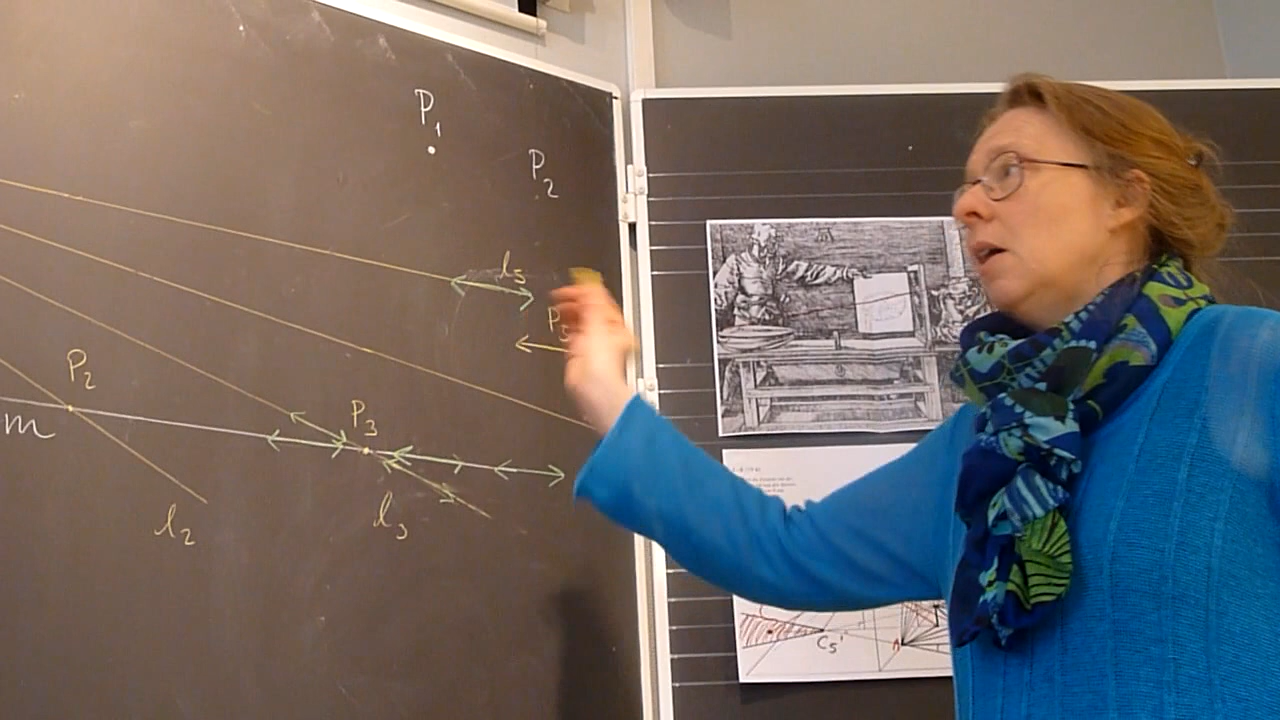 P₁
P₂
l₅
P₅
P₂
m
P₃
l₂
l₃
C₅'
A